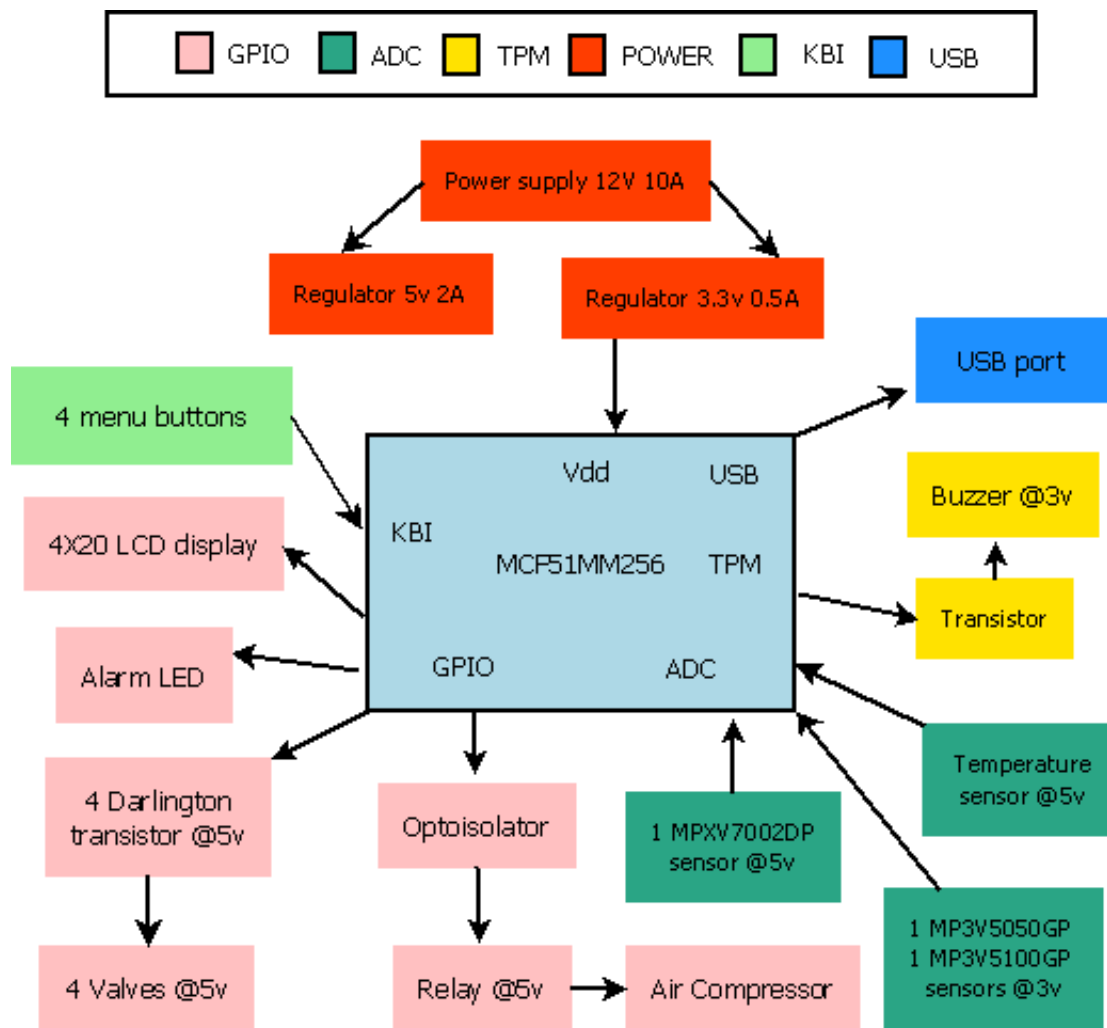 GPIO ADC TPM POWER KBI USB
Power supply 12V 10A
Regulator 5v 2A
Regulator 3.3v 0.5A
USB port
4 menu buttons
Vdd
USB
Buzzer @3v
KBI
4X20 LCD display
MCF51MM256
TPM
Transistor
Alarm LED
GPIO
ADC
Temperature
sensor @5v
4 Darlington
transistor @5v
Optoisolator
1 MPXV7002DP
sensor @5v
1 MP3V5050GP
1 MP3V5100GP
sensors @3v
4 Valves @5v
Relay @5v
Air Compressor